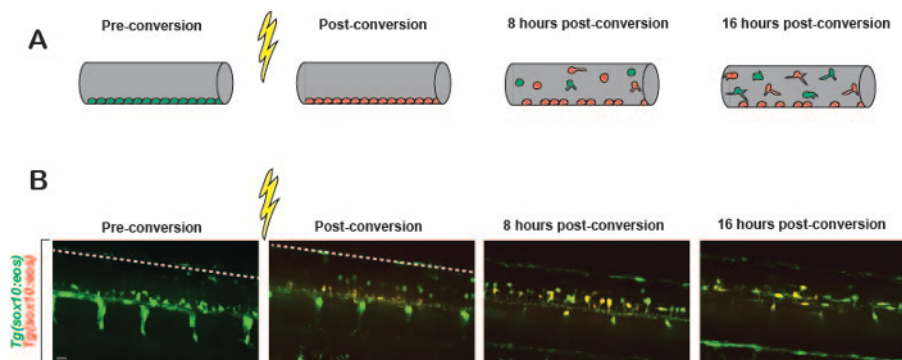 A
Pre-conversion
Post-conversion
8 hours post-conversion
16 hours post-conversion
B
Pre-conversion
Post-conversion
8 hours post-conversion
16 hours post-conversion
Tg(sox10:eos)
Tg(sox10:eos)